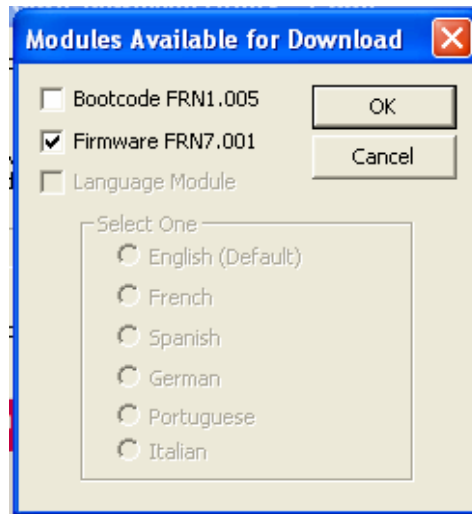 Modules Available for Download
Bootcode FRN1.005
OK
Firmware FRN7.001
Cancel
Language Module
Select One
English (Default)
French
Spanish
German
Portuguese
Italian